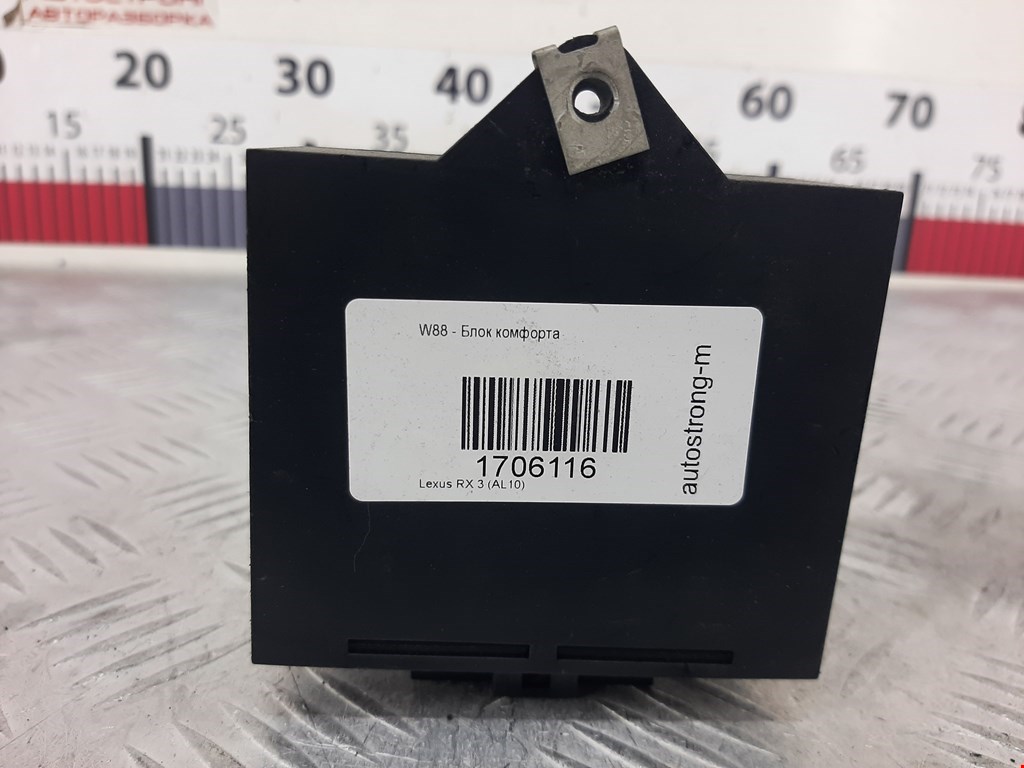 АВТОРАЗБОРКА
20 30 40 60 70
15 25 35 65 75
W88 - Блок комфорта
1706116
Lexus RX 3 (AL10)
autostrong-m